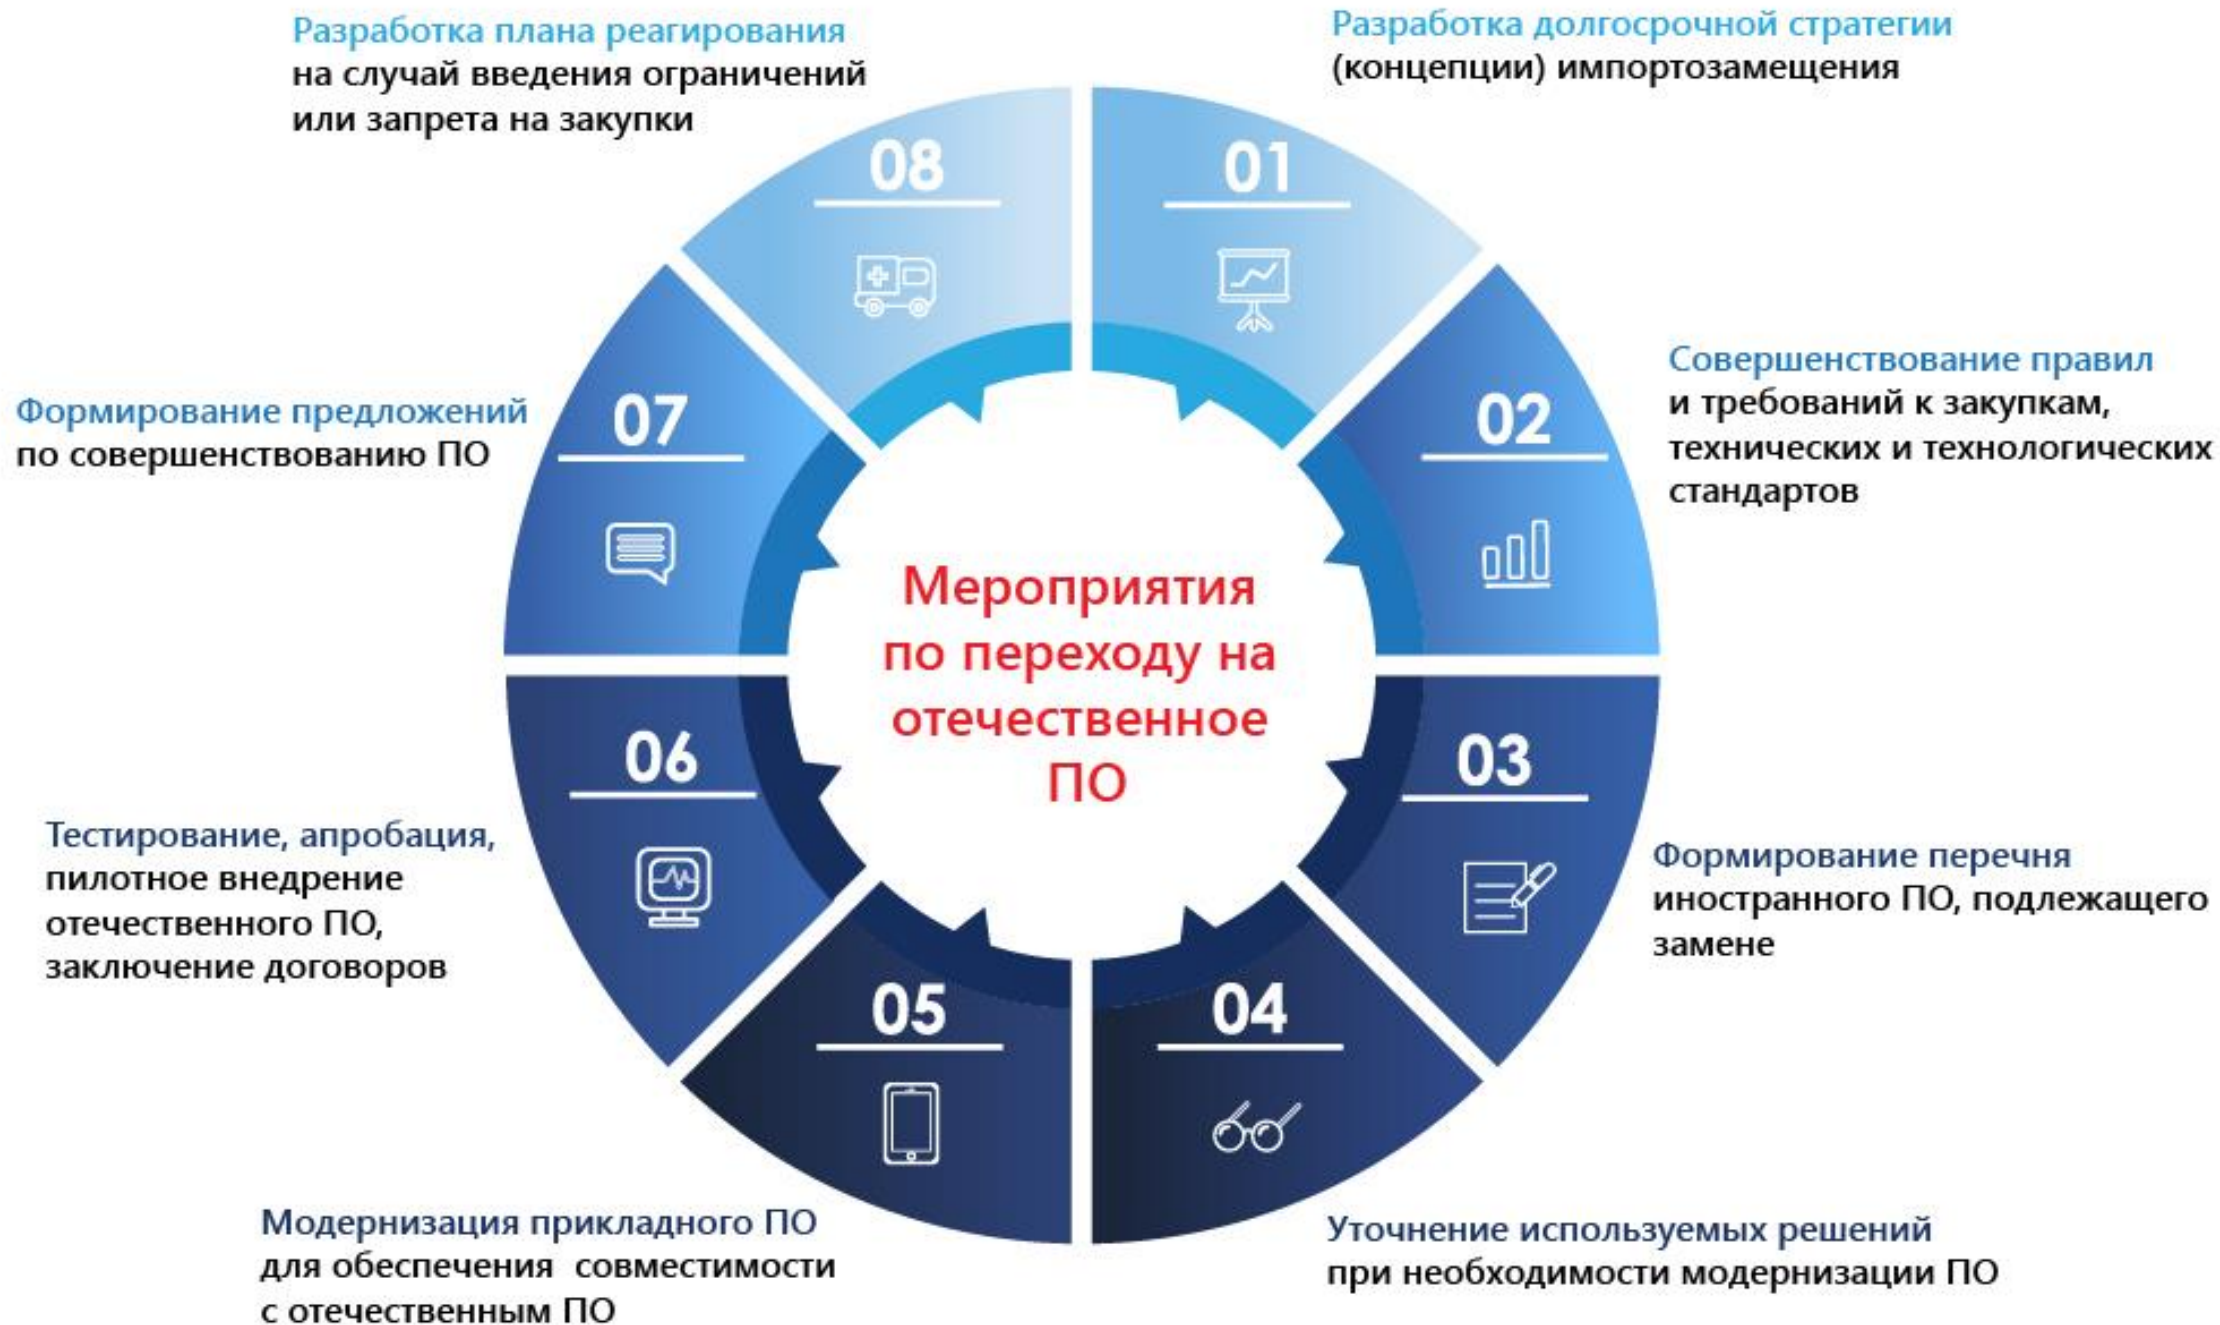 Разработка плана реагирования
на случай введения ограничений
или запрета на закупки
08
Разработка долгосрочной стратегии
(концепции) импортозамещения
01
Совершенствование правил
и требований к закупкам,
технических и технологических
стандартов
02
Формирование предложений
по совершенствованию ПО
07
Мероприятия
по переходу на
отечественное
ПО
03
Формирование перечня
иностранного ПО, подлежащего
замене
06
Тестирование, апробация,
пилотное внедрение
отечественного ПО,
заключение договоров
05
Модернизация прикладного ПО
для обеспечения совместимости
с отечественным ПО
04
Уточнение используемых решений
при необходимости модернизации ПО